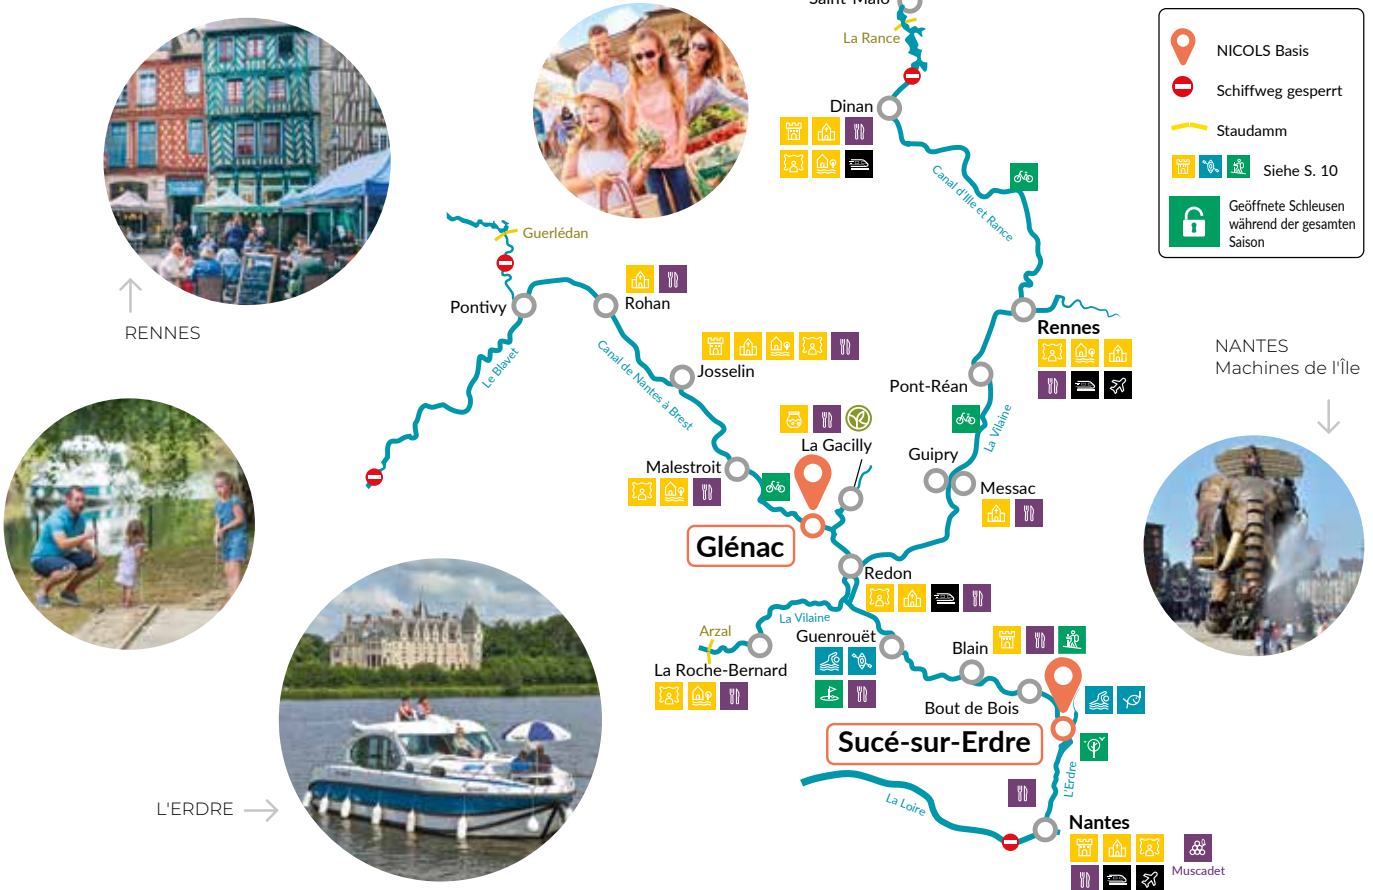 Saint-Malo
La Rance
Dinan
Canal d'Ille et Rance
NICOLS Basis
Schiffweg gesperrt
Staudamm
Siehe S. 10
Geöffnete Schleusen
während der gesamten
Saison
Guerlédan
Pontivy
Rohan
RENNES
Le Blavet
Canal de Nantes à Brest
Josselin
Rennes
NANTES
Machines de l'Île
Pont-Réan
La Vilaine
La Gacilly
Guipry
Messac
Malestroit
Glénac
Redon
La Vilaine
Arzal
La Roche-Bernard
Guenrouët
Blain
Bout de Bois
Sucé-sur-Erdre
L'Erdre
La Loire
Nantes
Muscadet
L'ERDRE